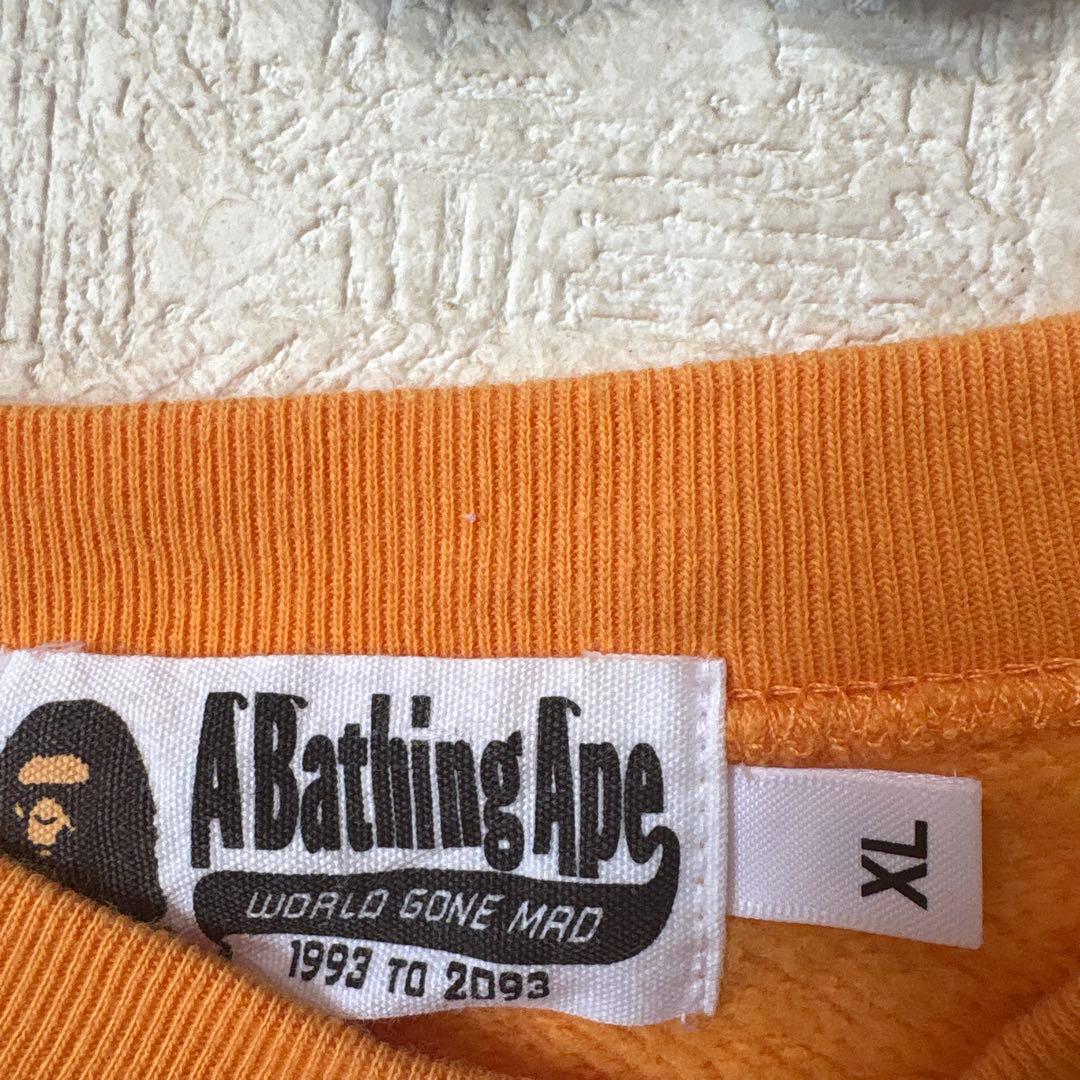 A Bathing Ape
WORLD GONE MAD
1993 TO 2093
XL